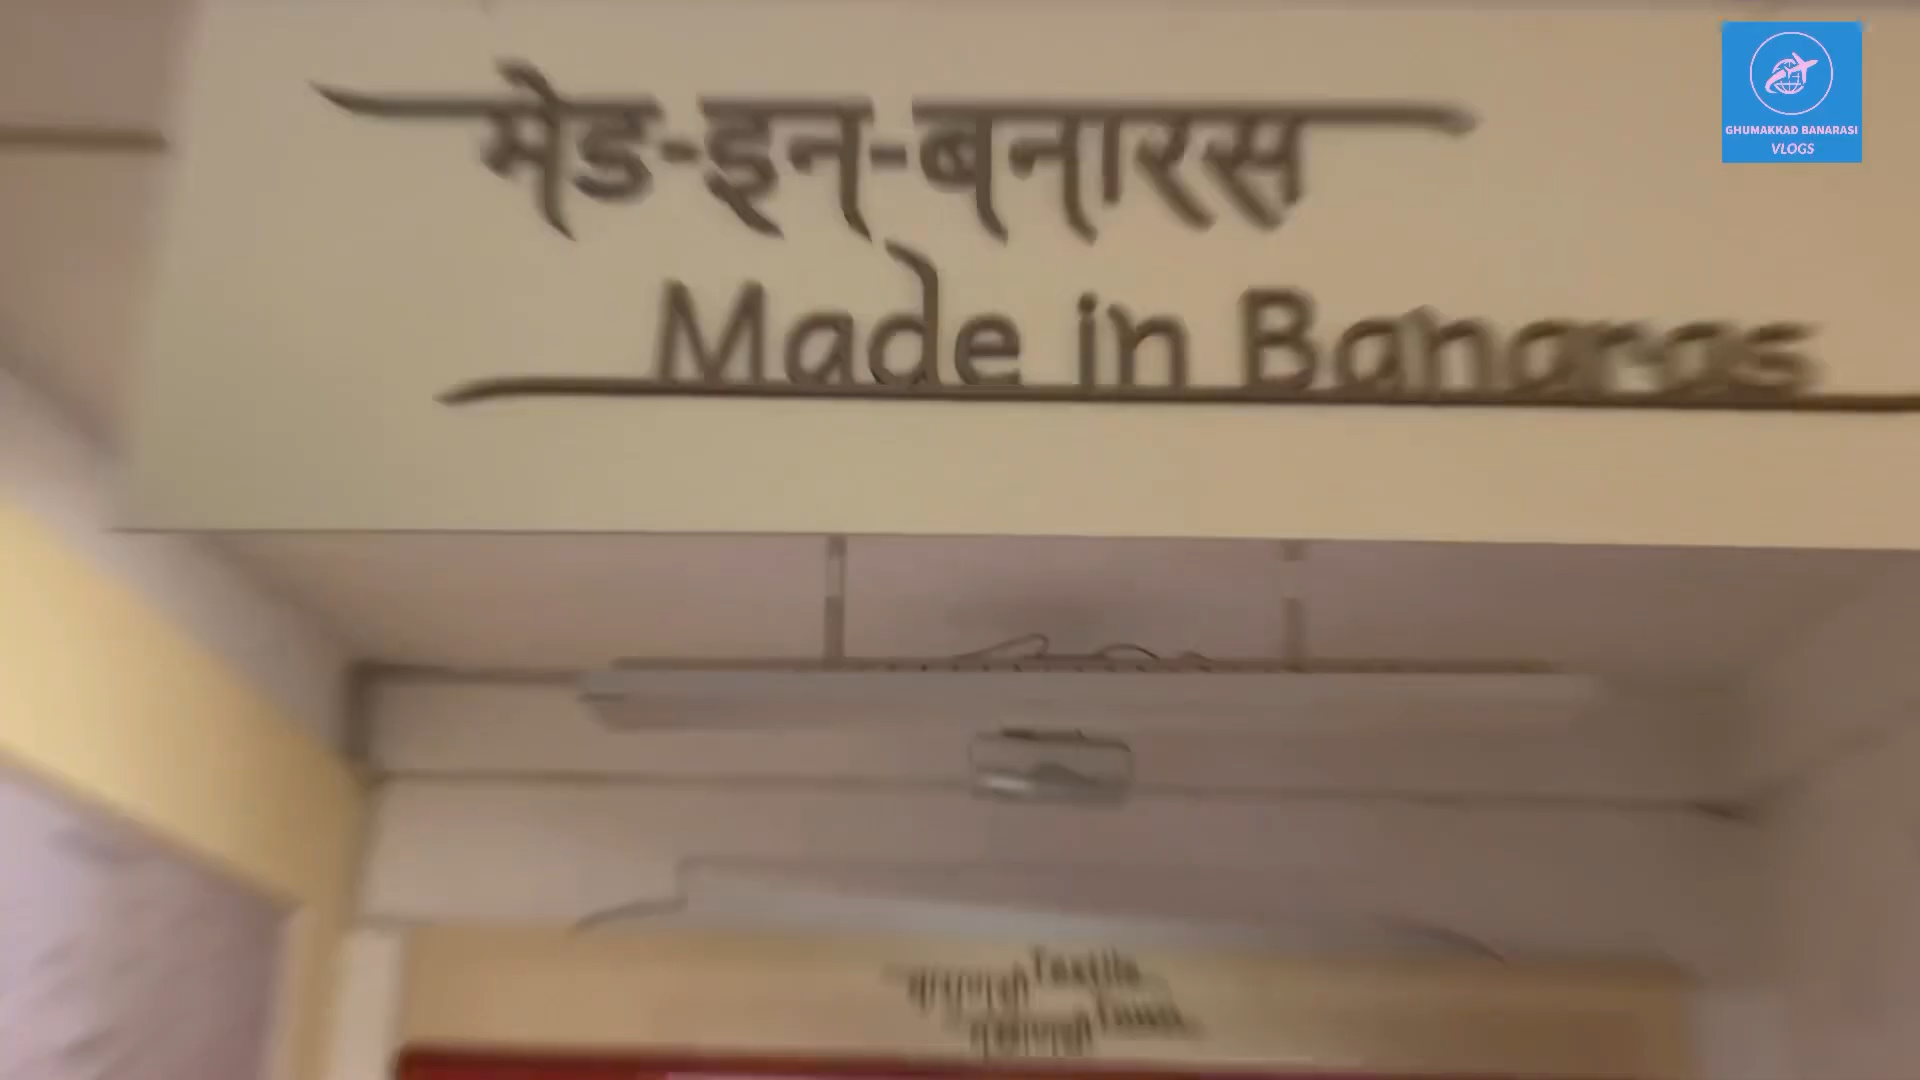 मेड-इन-बनारस
Made in Banaras
GHUMAKKAD BANARASI
VLOGS
Textile